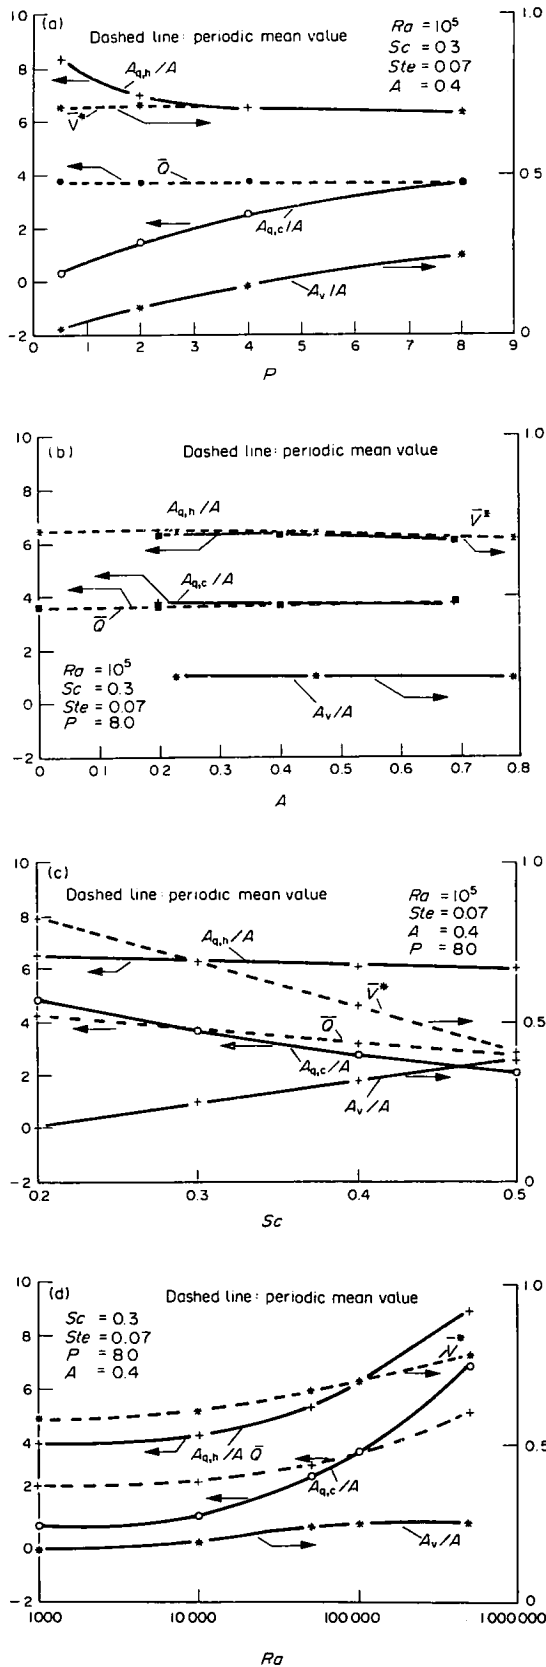 (a)
Dashed line: periodic mean value
Ra = 10⁵
Sc = 0.3
Ste = 0.07
A = 0.4
A_q,h/A
V̄*
Q̄
A_q,c/A
A_v/A
10
8
6
4
2
0
-2
1.0
0.5
0
0 1 2 3 4 5 6 7 8 9
P
(b)
Dashed line: periodic mean value
A_q,h/A
V̄*
A_q,c/A
Q̄
Ra = 10⁵
Sc = 0.3
Ste = 0.07
P = 8.0
A_v/A
10
8
6
4
2
0
-2
1.0
0 0.1 0.2 0.3 0.4 0.5 0.6 0.7 0.8
A
(c)
Dashed line: periodic mean value
Ra = 10⁵
Ste = 0.07
A = 0.4
P = 8.0
A_q,h/A
V̄*
Q̄
A_q,c/A
A_v/A
10
8
6
4
2
0
-2
1.0
0.5
0
0.2 0.3 0.4 0.5
Sc
(d)
Dashed line: periodic mean value
Sc = 0.3
Ste = 0.07
P = 8.0
A = 0.4
V̄*
A_q,h/A Q̄
A_q,c/A
A_v/A
10
8
6
4
2
0
-2
1.0
0.5
0
1000 10 000 100 000 1 000 000
Ra